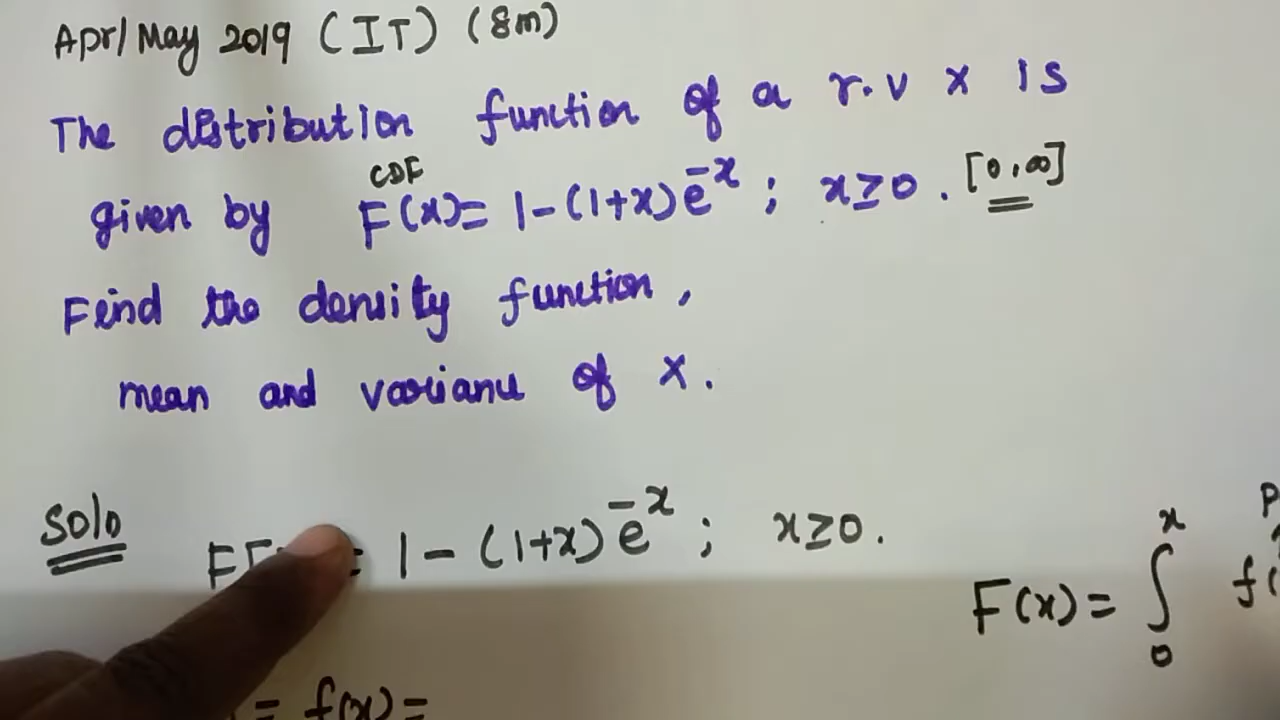 Apr/May 2019 (IT) (8m)
The distribution function of a r.v x is
CDF
given by F(x)= 1-(1+x)e^-x ; x≥0. [0,∞]
Find the density function,
mean and variance of x.
Soln
= 1-(1+x)e^-x ; x≥0.
F(x)= ∫ 0 x f(
= f(x)=